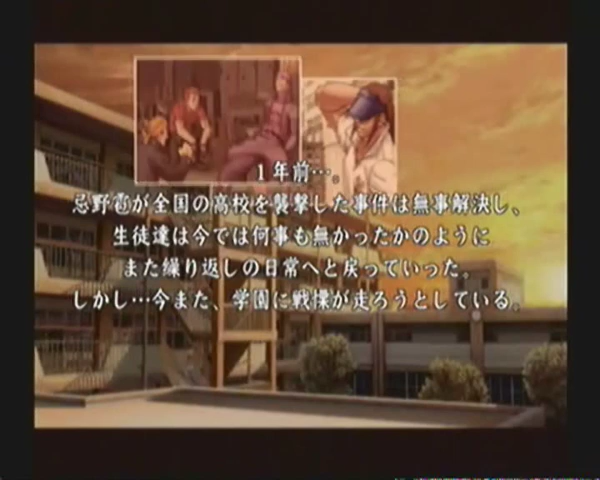 1年前…。
忌野雹が全国の高校を襲撃した事件は無事解決し、
生徒達は今では何事も無かったかのように
また繰り返しの日常へと戻っていった。
しかし…今また、学園に戦慄が走ろうとしている。